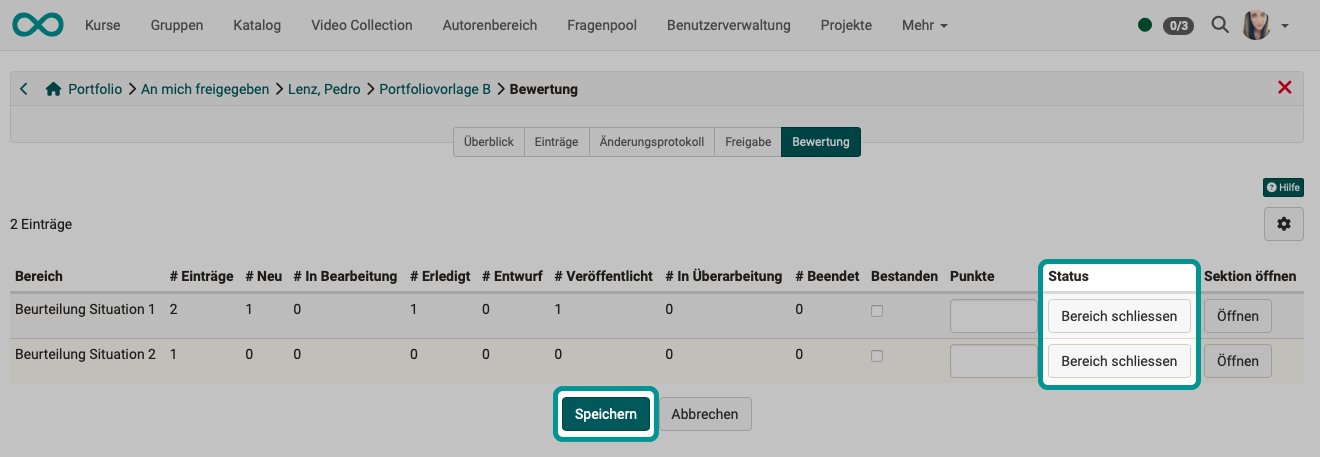 Kurse Gruppen Katalog Video Collection Autorenbereich Fragenpool Benutzerverwaltung Projekte Mehr 0/3
Portfolio An mich freigegeben Lenz, Pedro Portfoliovorlage B Bewertung
Überblick Einträge Änderungsprotokoll Freigabe Bewertung
Hilfe
2 Einträge
Bereich # Einträge # Neu # In Bearbeitung # Erledigt # Entwurf # Veröffentlicht # In Überarbeitung # Beendet Bestanden Punkte Status Sektion öffnen
Beurteilung Situation 1 2 1 0 1 0 1 0 0 Bereich schliessen Öffnen
Beurteilung Situation 2 1 0 0 0 0 0 0 0 Bereich schliessen Öffnen
Speichern Abbrechen